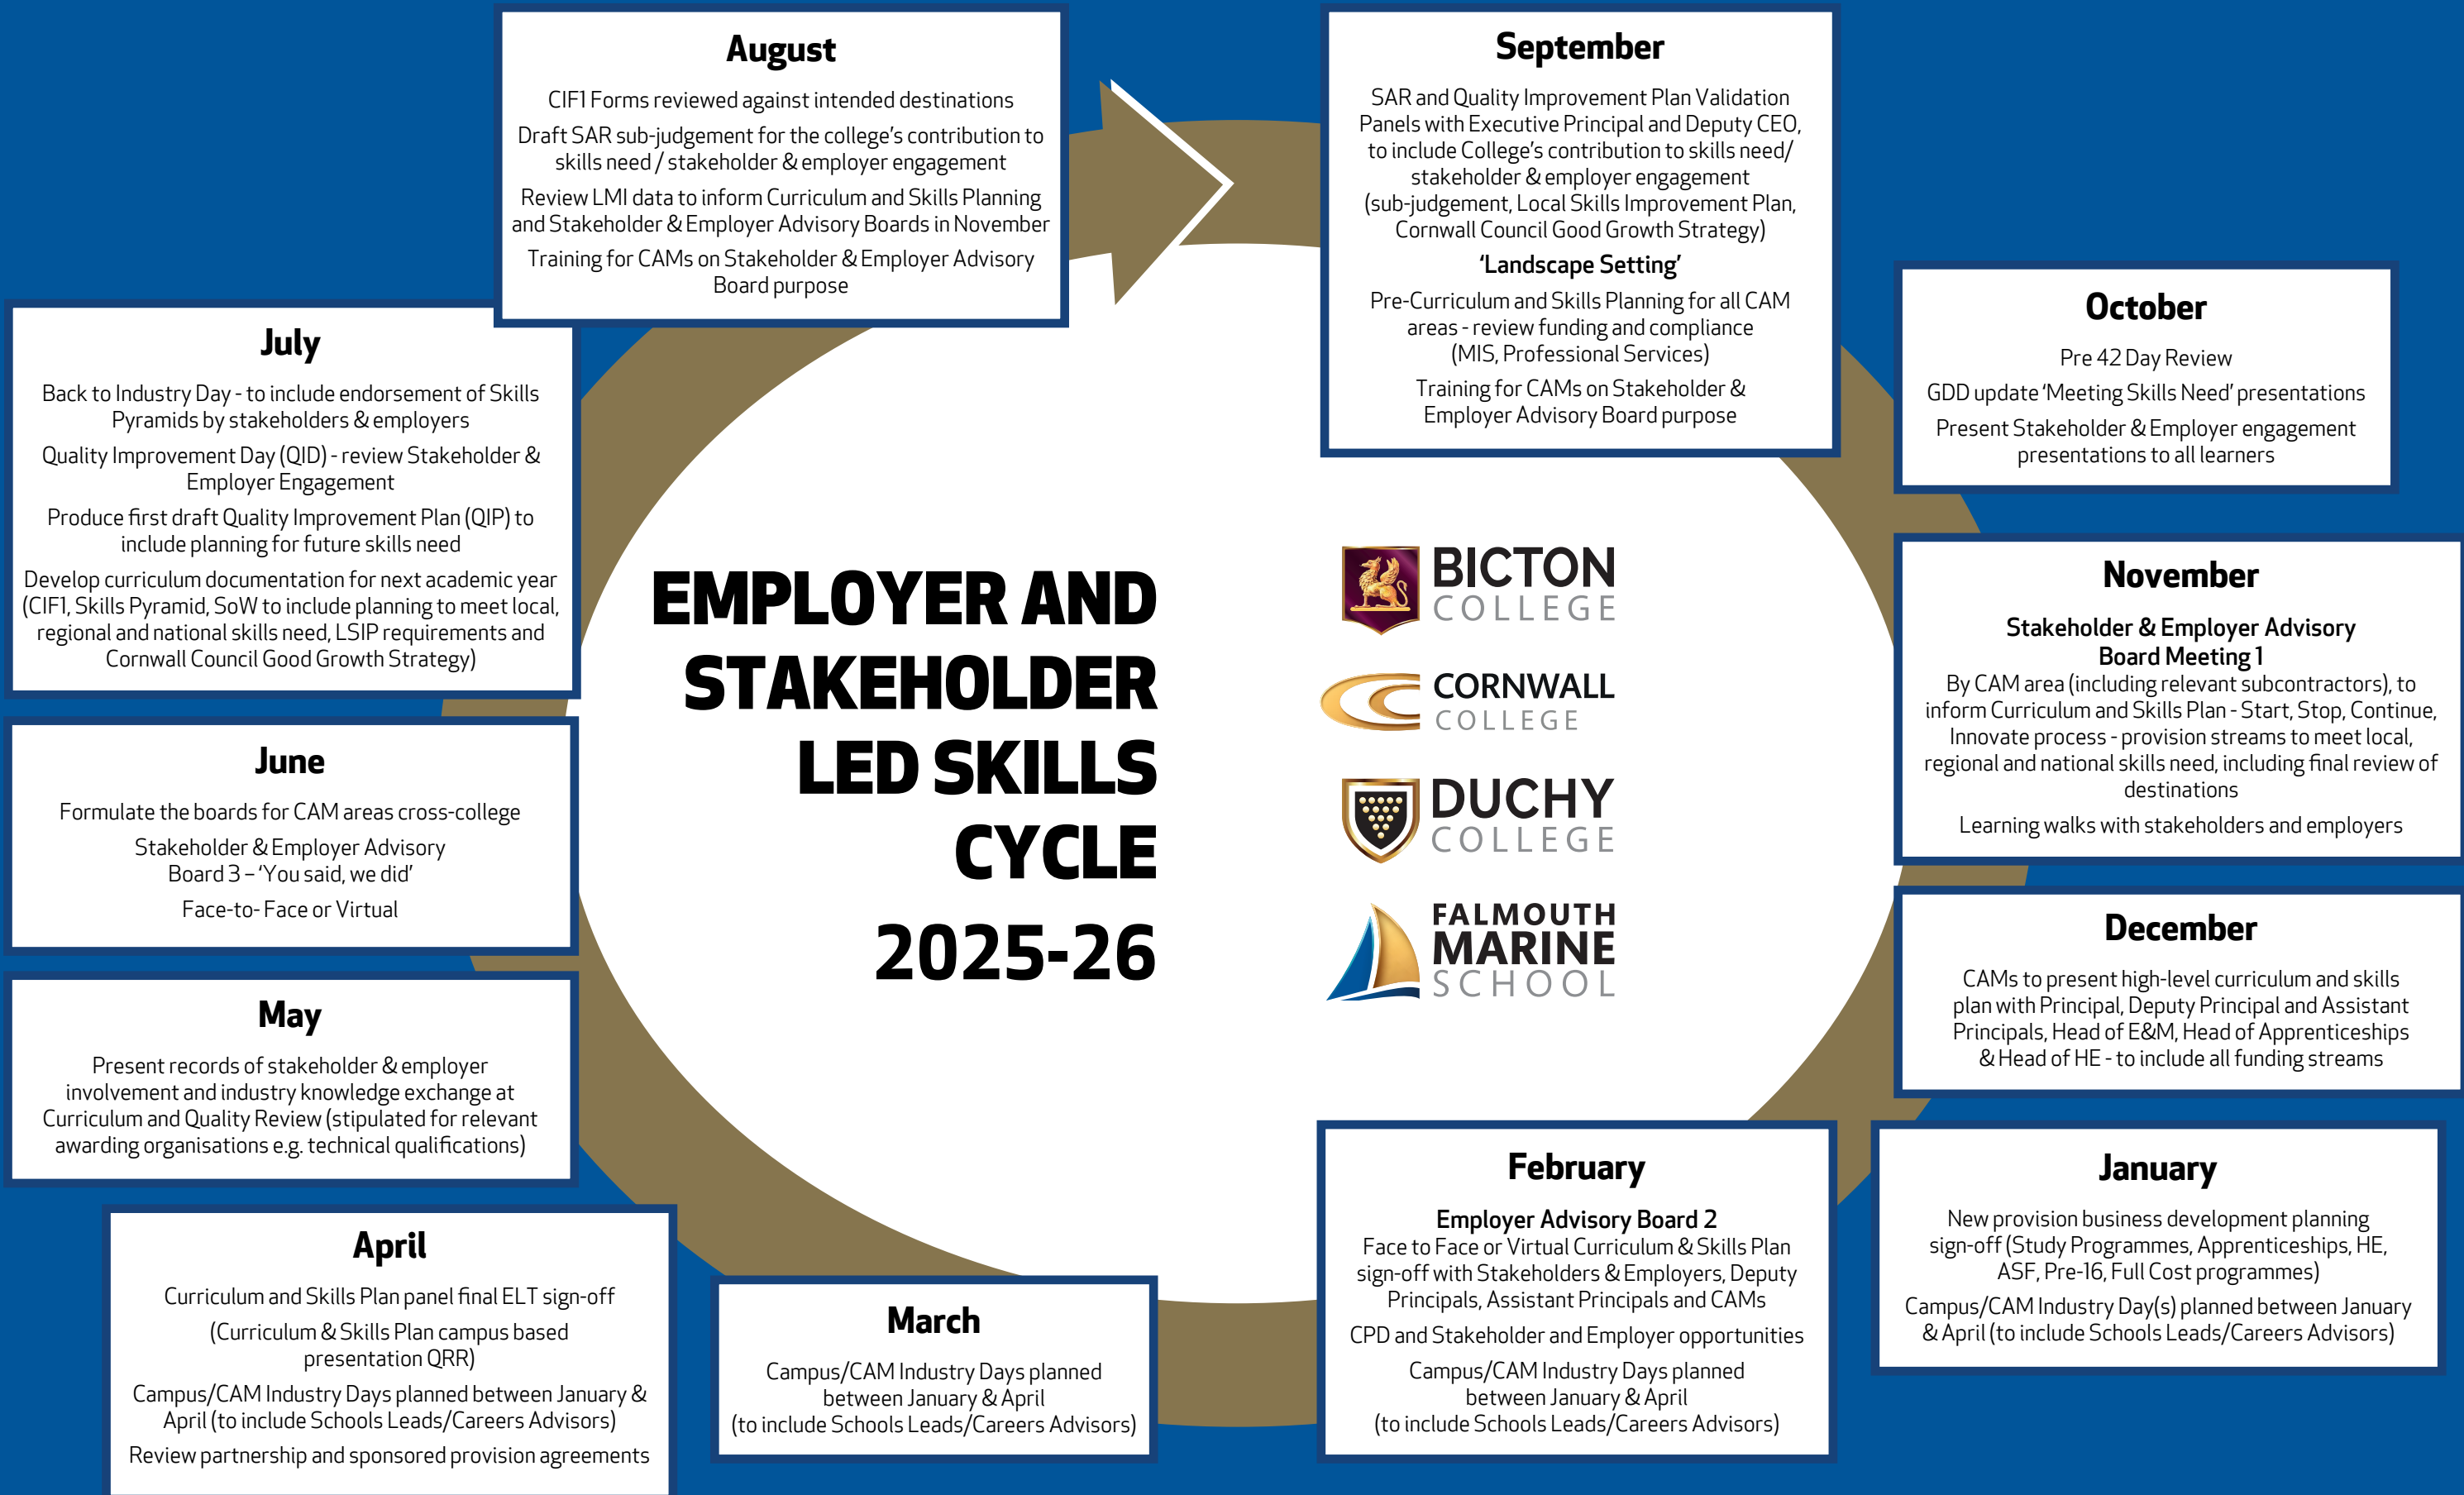 August
CIF1 Forms reviewed against intended destinations
Draft SAR sub-judgement for the college's contribution to
skills need / stakeholder & employer engagement
Review LMI data to inform Curriculum and Skills Planning
and Stakeholder & Employer Advisory Boards in November
Training for CAMs on Stakeholder & Employer Advisory
Board purpose
September
SAR and Quality Improvement Plan Validation
Panels with Executive Principal and Deputy CEO,
to include College's contribution to skills need/
stakeholder & employer engagement
(sub-judgement, Local Skills Improvement Plan,
Cornwall Council Good Growth Strategy)
'Landscape Setting'
Pre-Curriculum and Skills Planning for all CAM
areas - review funding and compliance
(MIS, Professional Services)
Training for CAMs on Stakeholder &
Employer Advisory Board purpose
October
Pre 42 Day Review
GDD update 'Meeting Skills Need' presentations
Present Stakeholder & Employer engagement
presentations to all learners
November
Stakeholder & Employer Advisory
Board Meeting 1
By CAM area (including relevant subcontractors), to
inform Curriculum and Skills Plan - Start, Stop, Continue,
Innovate process - provision streams to meet local,
regional and national skills need, including final review of
destinations
Learning walks with stakeholders and employers
December
CAMs to present high-level curriculum and skills
plan with Principal, Deputy Principal and Assistant
Principals, Head of E&M, Head of Apprenticeships
& Head of HE - to include all funding streams
January
New provision business development planning
sign-off (Study Programmes, Apprenticeships, HE,
ASF, Pre-16, Full Cost programmes)
Campus/CAM Industry Day(s) planned between January
& April (to include Schools Leads/Careers Advisors)
February
Employer Advisory Board 2
Face to Face or Virtual Curriculum & Skills Plan
sign-off with Stakeholders & Employers, Deputy
Principals, Assistant Principals and CAMs
CPD and Stakeholder and Employer opportunities
Campus/CAM Industry Days planned
between January & April
(to include Schools Leads/Careers Advisors)
March
Campus/CAM Industry Days planned
between January & April
(to include Schools Leads/Careers Advisors)
April
Curriculum and Skills Plan panel final ELT sign-off
(Curriculum & Skills Plan campus based
presentation QRR)
Campus/CAM Industry Days planned between January &
April (to include Schools Leads/Careers Advisors)
Review partnership and sponsored provision agreements
May
Present records of stakeholder & employer
involvement and industry knowledge exchange at
Curriculum and Quality Review (stipulated for relevant
awarding organisations e.g. technical qualifications)
June
Formulate the boards for CAM areas cross-college
Stakeholder & Employer Advisory
Board 3 – 'You said, we did'
Face-to- Face or Virtual
July
Back to Industry Day - to include endorsement of Skills
Pyramids by stakeholders & employers
Quality Improvement Day (QID) - review Stakeholder &
Employer Engagement
Produce first draft Quality Improvement Plan (QIP) to
include planning for future skills need
Develop curriculum documentation for next academic year
(CIF1, Skills Pyramid, SoW to include planning to meet local,
regional and national skills need, LSIP requirements and
Cornwall Council Good Growth Strategy)
EMPLOYER AND
STAKEHOLDER
LED SKILLS
CYCLE
2025-26
BICTON
COLLEGE
CORNWALL
COLLEGE
DUCHY
COLLEGE
FALMOUTH
MARINE
SCHOOL